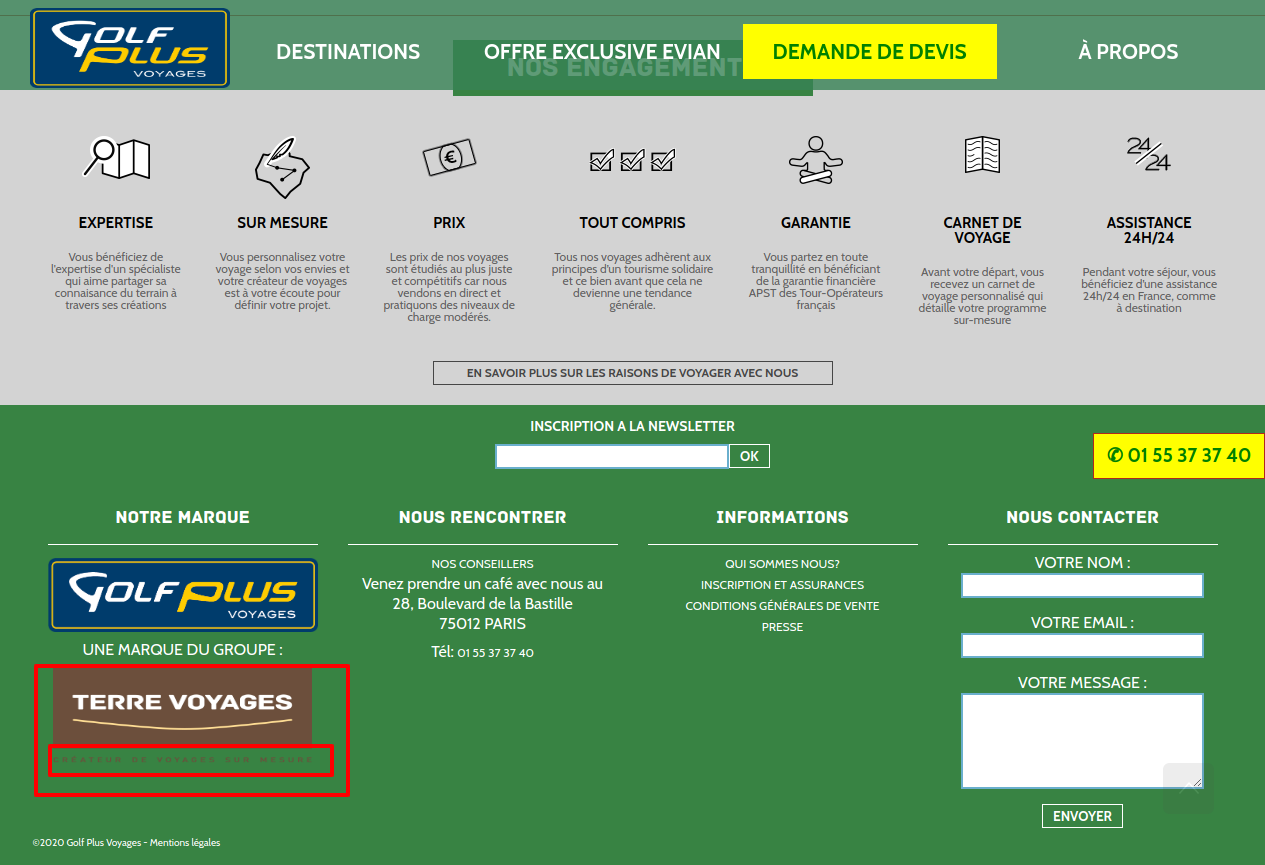 GOLF PLUS VOYAGES
DESTINATIONS
OFFRE EXCLUSIVE EVIAN
DEMANDE DE DEVIS
À PROPOS
NOS ENGAGEMENT
24/24
EXPERTISE
Vous bénéficiez de
l'expertise d'un spécialiste
qui aime partager sa
connaisance du terrain à
travers ses créations
SUR MESURE
Vous personnalisez votre
voyage selon vos envies et
votre créateur de voyages
est à votre écoute pour
définir votre projet.
PRIX
Les prix de nos voyages
sont étudiés au plus juste
et compétitifs car nous
vendons en direct et
pratiquons des niveaux de
charge modérés.
TOUT COMPRIS
Tous nos voyages adhèrent aux
principes d'un tourisme solidaire
et ce bien avant que cela ne
devienne une tendance
générale.
GARANTIE
Vous partez en toute
tranquillité en bénéficiant
de la garantie financière
APST des Tour-Opérateurs
français
CARNET DE
VOYAGE
Avant votre départ, vous
recevez un carnet de
voyage personnalisé qui
détaille votre programme
sur-mesure
ASSISTANCE
24H/24
Pendant votre séjour, vous
bénéficiez d'une assistance
24h/24 en France, comme
à destination
EN SAVOIR PLUS SUR LES RAISONS DE VOYAGER AVEC NOUS
INSCRIPTION A LA NEWSLETTER
OK
✆ 01 55 37 37 40
NOTRE MARQUE
GOLF PLUS VOYAGES
UNE MARQUE DU GROUPE :
TERRE VOYAGES
CRÉATEUR DE VOYAGES SUR MESURE
NOUS RENCONTRER
NOS CONSEILLERS
Venez prendre un café avec nous au
28, Boulevard de la Bastille
75012 PARIS
Tél: 01 55 37 37 40
INFORMATIONS
QUI SOMMES NOUS?
INSCRIPTION ET ASSURANCES
CONDITIONS GÉNÉRALES DE VENTE
PRESSE
NOUS CONTACTER
VOTRE NOM :
VOTRE EMAIL :
VOTRE MESSAGE :
ENVOYER
©2020 Golf Plus Voyages - Mentions légales